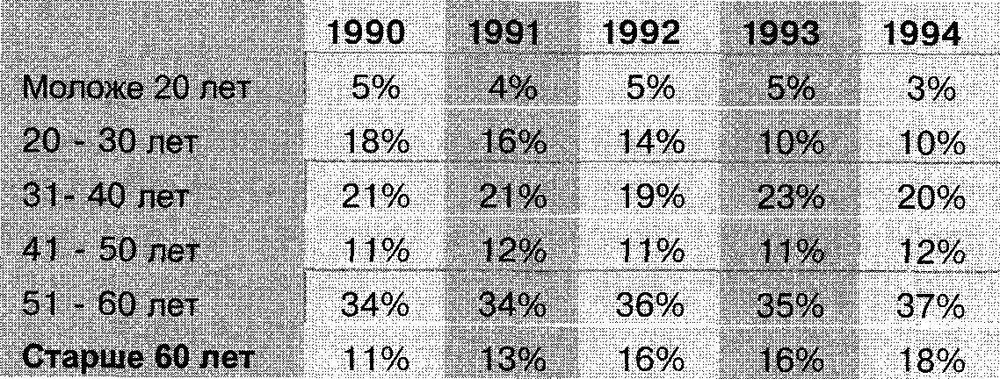 1990 1991 1992 1993 1994
Моложе 20 лет 5% 4% 5% 5% 3%
20 - 30 лет 18% 16% 14% 10% 10%
31- 40 лет 21% 21% 19% 23% 20%
41 - 50 лет 11% 12% 11% 11% 12%
51 - 60 лет 34% 34% 36% 35% 37%
Старше 60 лет 11% 13% 16% 16% 18%